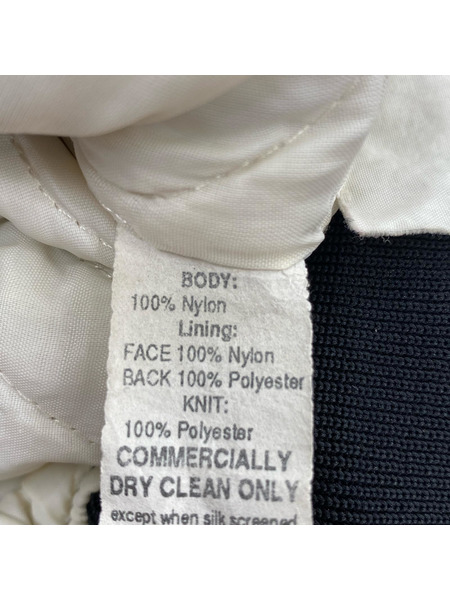 BODY:
100% Nylon
Lining:
FACE 100% Nylon
BACK 100% Polyester
KNIT:
100% Polyester
COMMERCIALLY
DRY CLEAN ONLY
except when silk screened